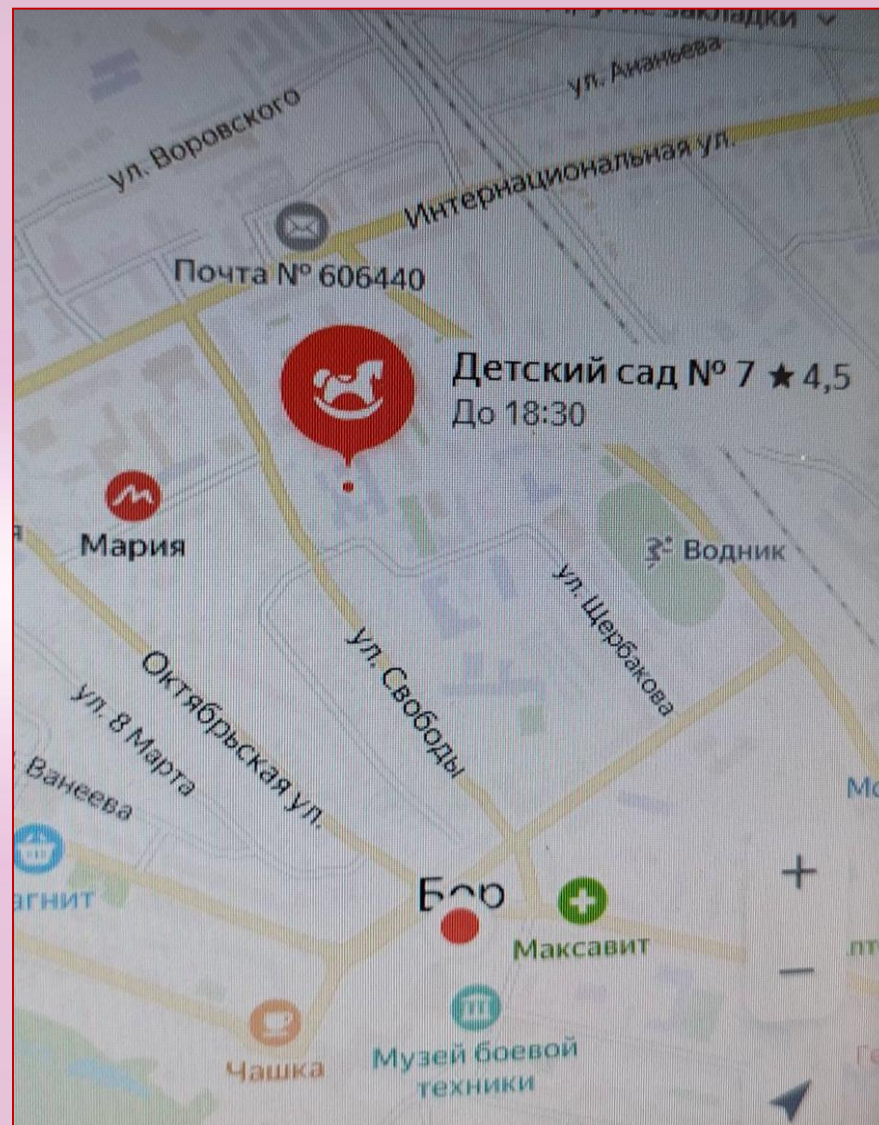 ул. Ананьева
ул. Воровского
Интернациональная ул.
Почта № 606440
Детский сад № 7 ★ 4,5
До 18:30
Мария
Водник
ул. Щербакова
ул. Свободы
Октябрьская ул.
ул. 8 Марта
Ванеева
Бор
Максавит
Чашка
Музей боевой
техники